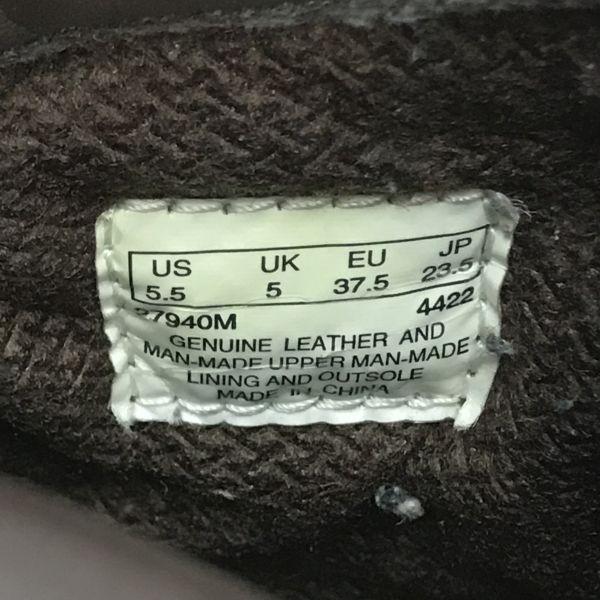 US UK EU JP
5.5 5 37.5 23.5
37940M 4422
GENUINE LEATHER AND
MAN-MADE UPPER MAN-MADE
LINING AND OUTSOLE
MADE IN CHINA